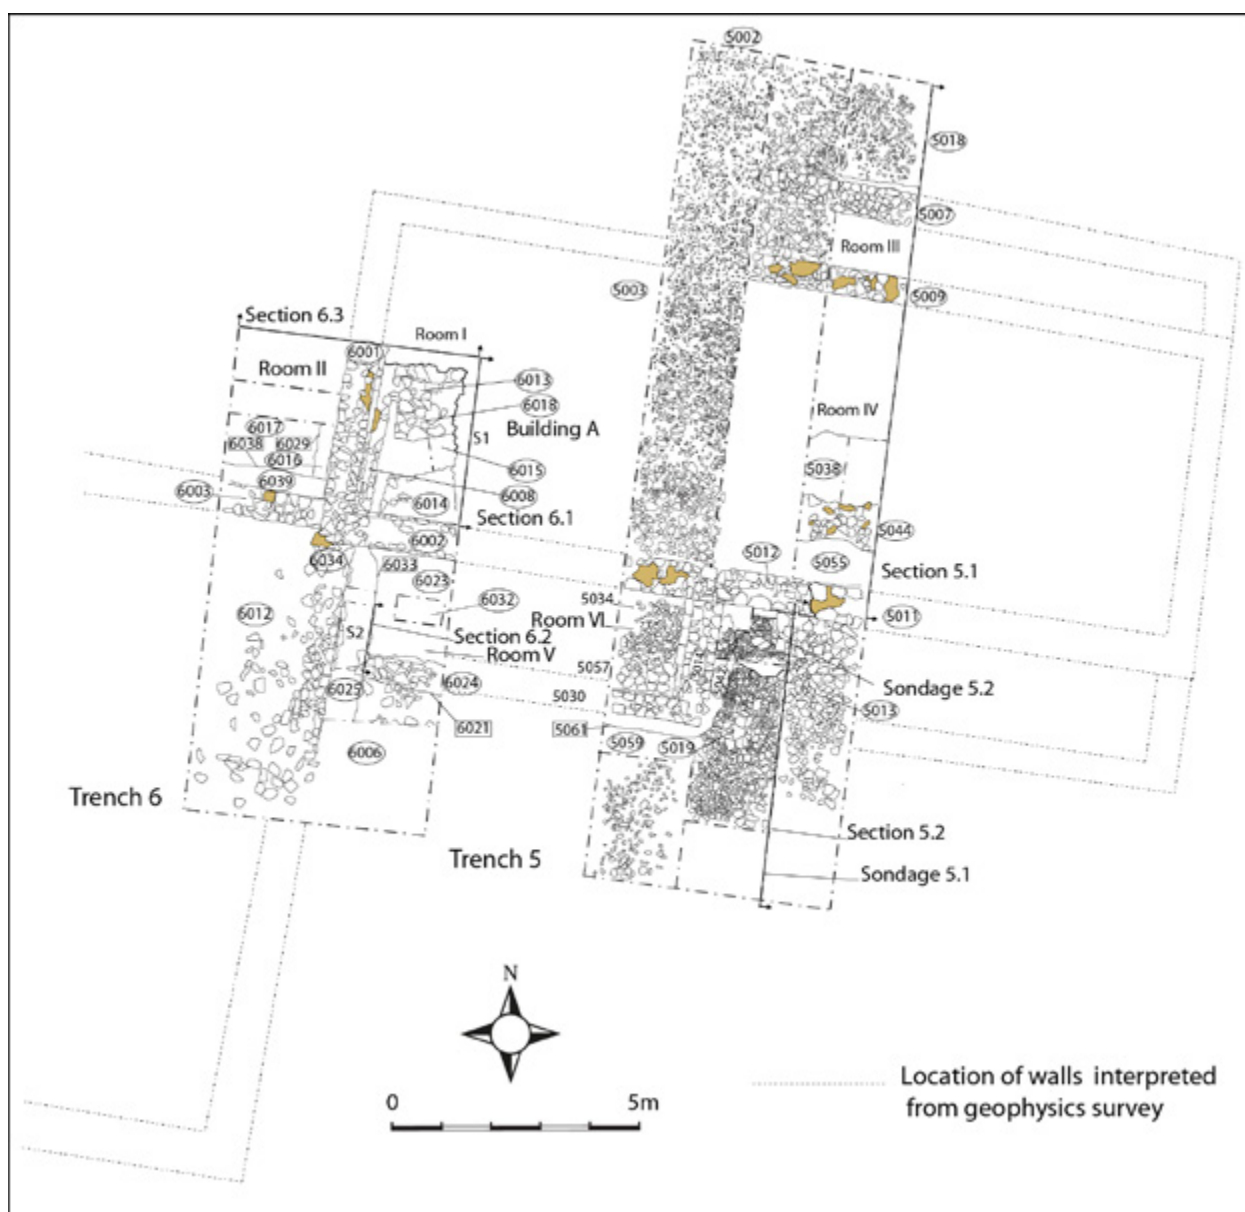 5002
5018
5007
Room III
5003
5009
Section 6.3
Room I
6001
Room II
6013
6018
Room IV
Building A
6017
S1
6038
6029
6016
6015
5038
6039
6008
6003
6014
Section 6.1
5044
6002
5012
5055
6034
6033
Section 5.1
6023
5034
6032
5011
6012
Room VI
S2
Section 6.2
Room V
5057
Sondage 5.2
6025
6024
5030
5013
6021
5061
5059
5019
6006
Trench 6
Section 5.2
Trench 5
Sondage 5.1
N
0
5m
Location of walls interpreted
from geophysics survey